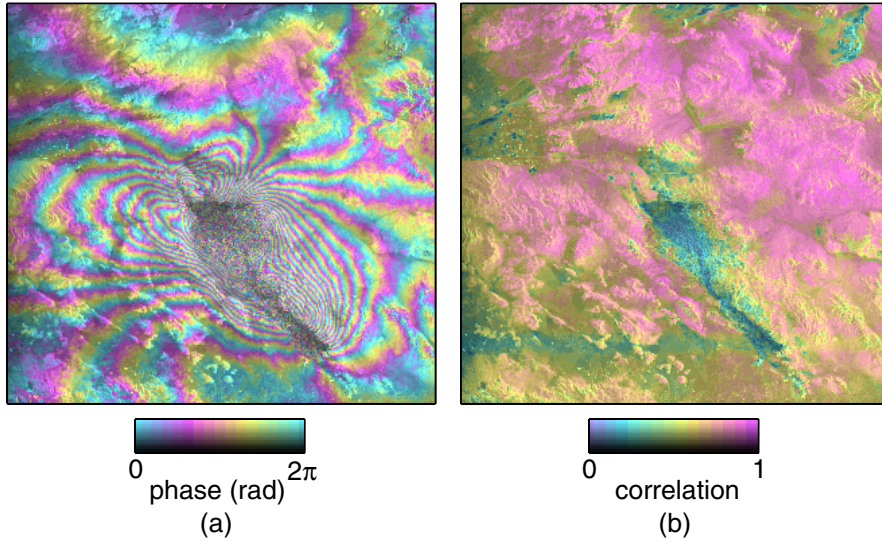 0 2π
phase (rad)
(a)
0 1
correlation
(b)